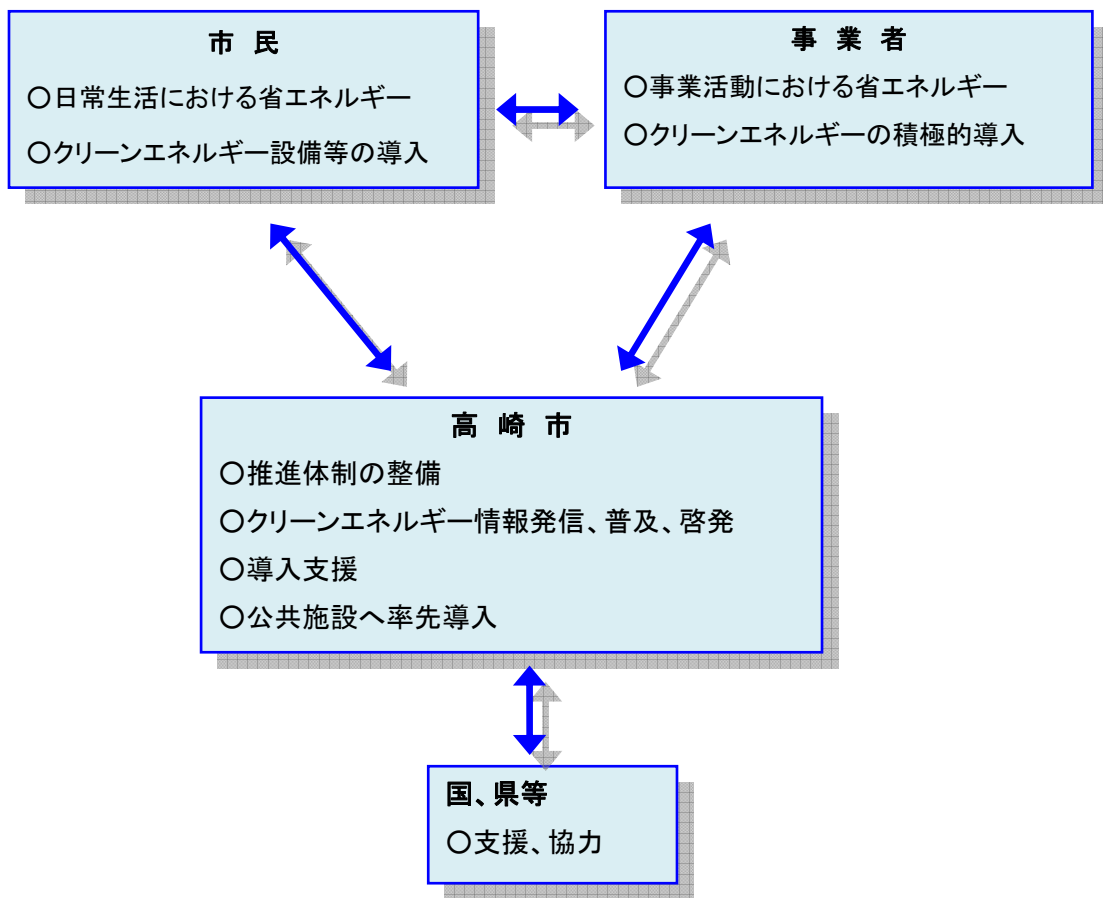 市 民
○日常生活における省エネルギー
○クリーンエネルギー設備等の導入
事 業 者
○事業活動における省エネルギー
○クリーンエネルギーの積極的導入
高 崎 市
○推進体制の整備
○クリーンエネルギー情報発信、普及、啓発
○導入支援
○公共施設へ率先導入
国、県等
○支援、協力